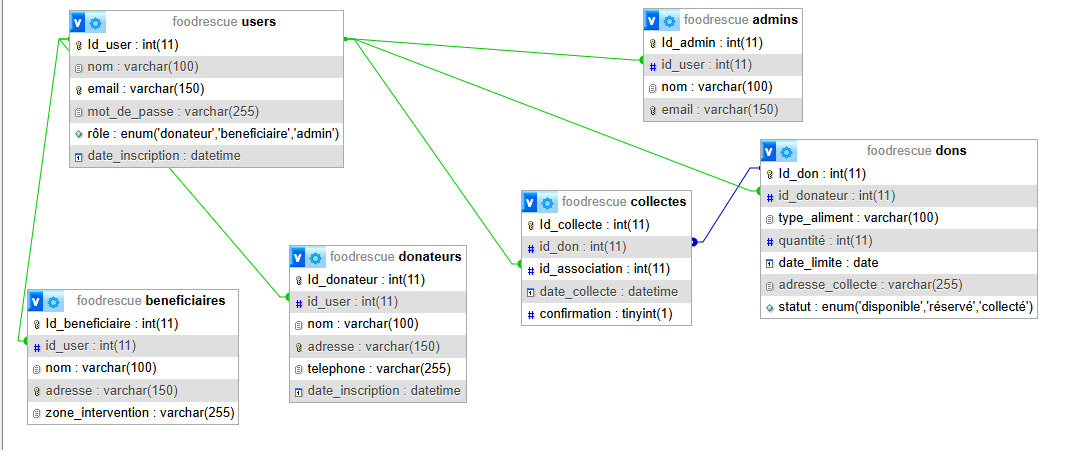 foodrescue users
Id_user : int(11)
nom : varchar(100)
email : varchar(150)
mot_de_passe : varchar(255)
rôle : enum('donateur','beneficiaire','admin')
date_inscription : datetime
foodrescue admins
Id_admin : int(11)
id_user : int(11)
nom : varchar(100)
email : varchar(150)
foodrescue dons
Id_don : int(11)
id_donateur : int(11)
type_aliment : varchar(100)
quantité : int(11)
date_limite : date
adresse_collecte : varchar(255)
statut : enum('disponible','réservé','collecté')
foodrescue collectes
Id_collecte : int(11)
id_don : int(11)
id_association : int(11)
date_collecte : datetime
confirmation : tinyint(1)
foodrescue donateurs
Id_donateur : int(11)
id_user : int(11)
nom : varchar(100)
adresse : varchar(150)
telephone : varchar(255)
date_inscription : datetime
foodrescue beneficiaires
Id_beneficiaire : int(11)
id_user : int(11)
nom : varchar(100)
adresse : varchar(150)
zone_intervention : varchar(255)